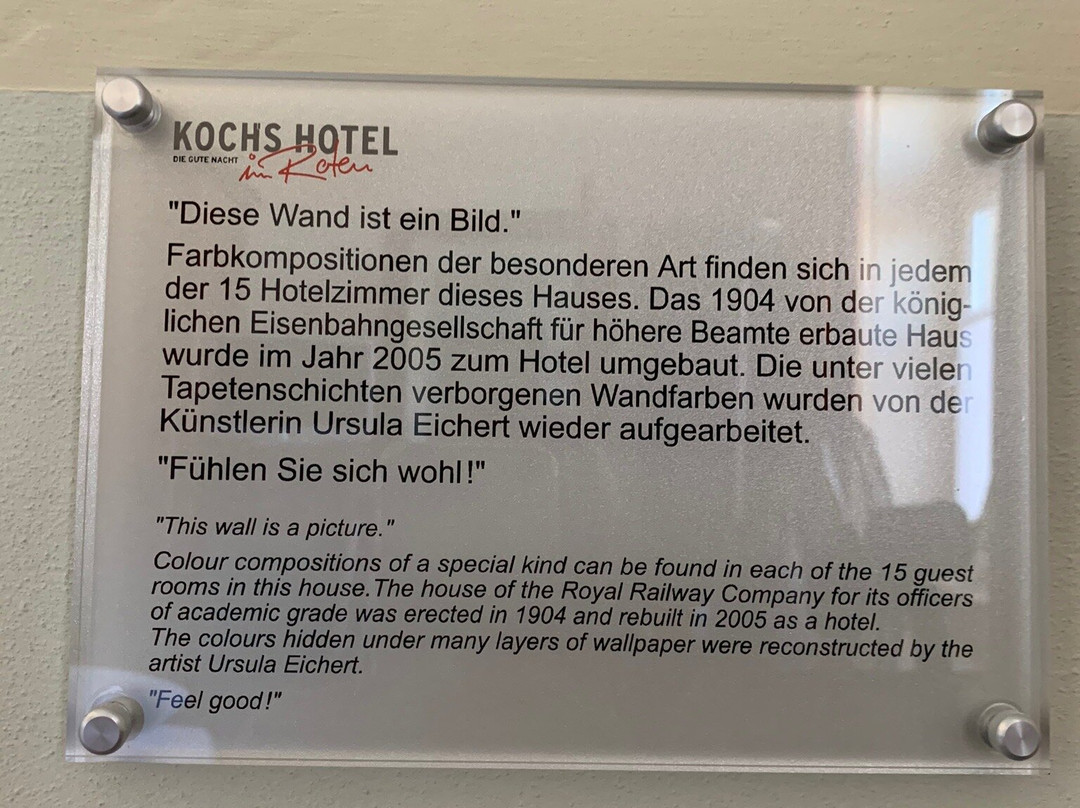 KOCHS HOTEL
DIE GUTE NACHT im Roten
"Diese Wand ist ein Bild."
Farbkompositionen der besonderen Art finden sich in jedem
der 15 Hotelzimmer dieses Hauses. Das 1904 von der könig-
lichen Eisenbahngesellschaft für höhere Beamte erbaute Haus
wurde im Jahr 2005 zum Hotel umgebaut. Die unter vielen
Tapetenschichten verborgenen Wandfarben wurden von der
Künstlerin Ursula Eichert wieder aufgearbeitet.
"Fühlen Sie sich wohl!"
"This wall is a picture."
Colour compositions of a special kind can be found in each of the 15 guest
rooms in this house. The house of the Royal Railway Company for its officers
of academic grade was erected in 1904 and rebuilt in 2005 as a hotel.
The colours hidden under many layers of wallpaper were reconstructed by the
artist Ursula Eichert.
"Feel good!"